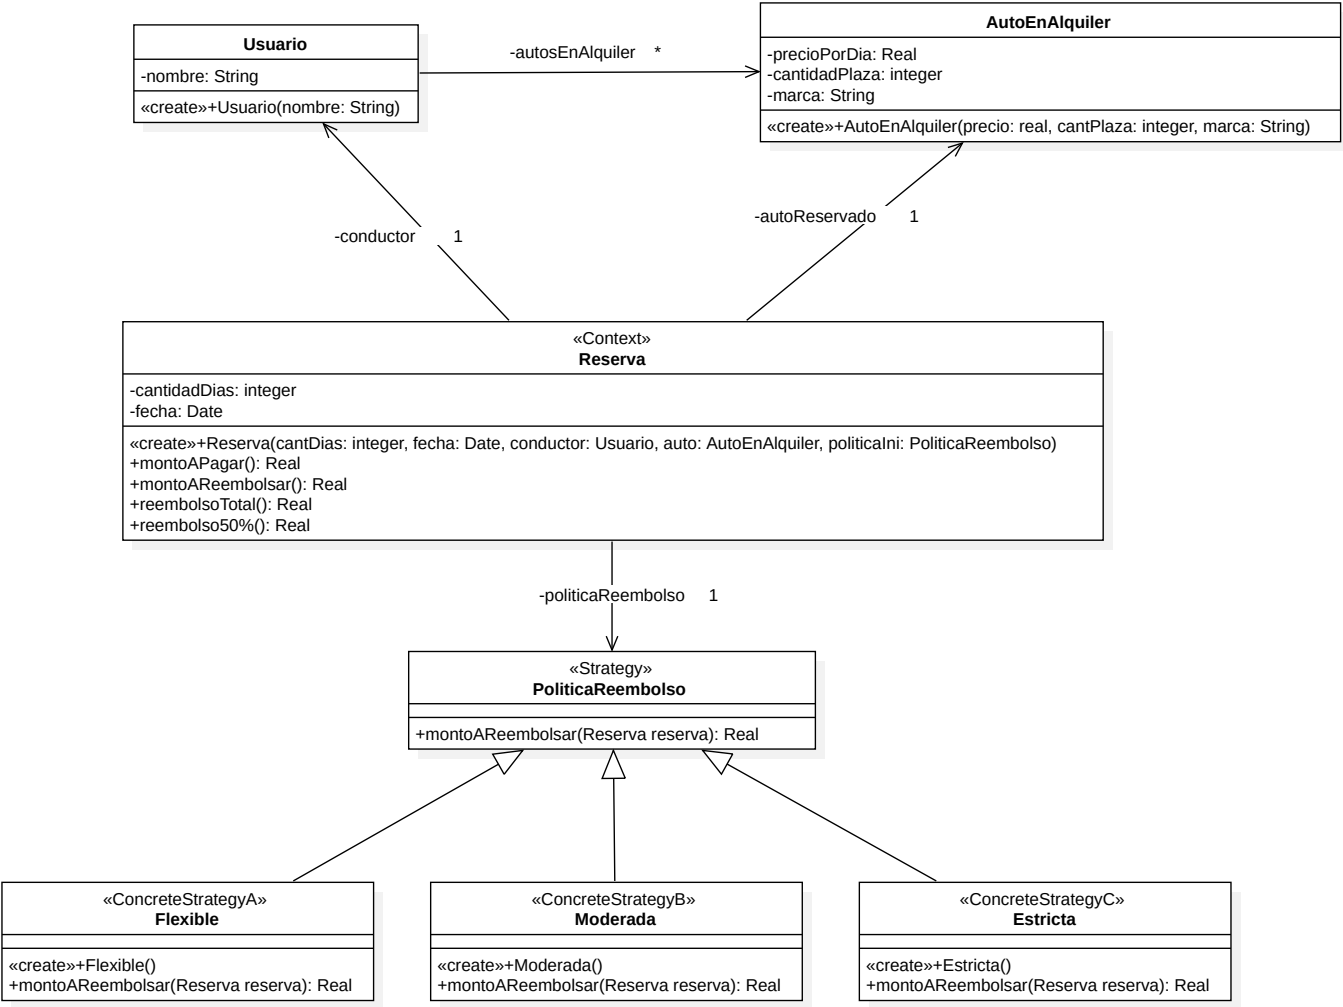 Usuario
-nombre: String
«create»+Usuario(nombre: String)
-autosEnAlquiler *
AutoEnAlquiler
-precioPorDia: Real
-cantidadPlaza: integer
-marca: String
«create»+AutoEnAlquiler(precio: real, cantPlaza: integer, marca: String)
-conductor 1
-autoReservado 1
«Context»
Reserva
-cantidadDias: integer
-fecha: Date
«create»+Reserva(cantDias: integer, fecha: Date, conductor: Usuario, auto: AutoEnAlquiler, politicaIni: PoliticaReembolso)
+montoAPagar(): Real
+montoAReembolsar(): Real
+reembolsoTotal(): Real
+reembolso50%(): Real
-politicaReembolso 1
«Strategy»
PoliticaReembolso
+montoAReembolsar(Reserva reserva): Real
«ConcreteStrategyA»
Flexible
«create»+Flexible()
+montoAReembolsar(Reserva reserva): Real
«ConcreteStrategyB»
Moderada
«create»+Moderada()
+montoAReembolsar(Reserva reserva): Real
«ConcreteStrategyC»
Estricta
«create»+Estricta()
+montoAReembolsar(Reserva reserva): Real